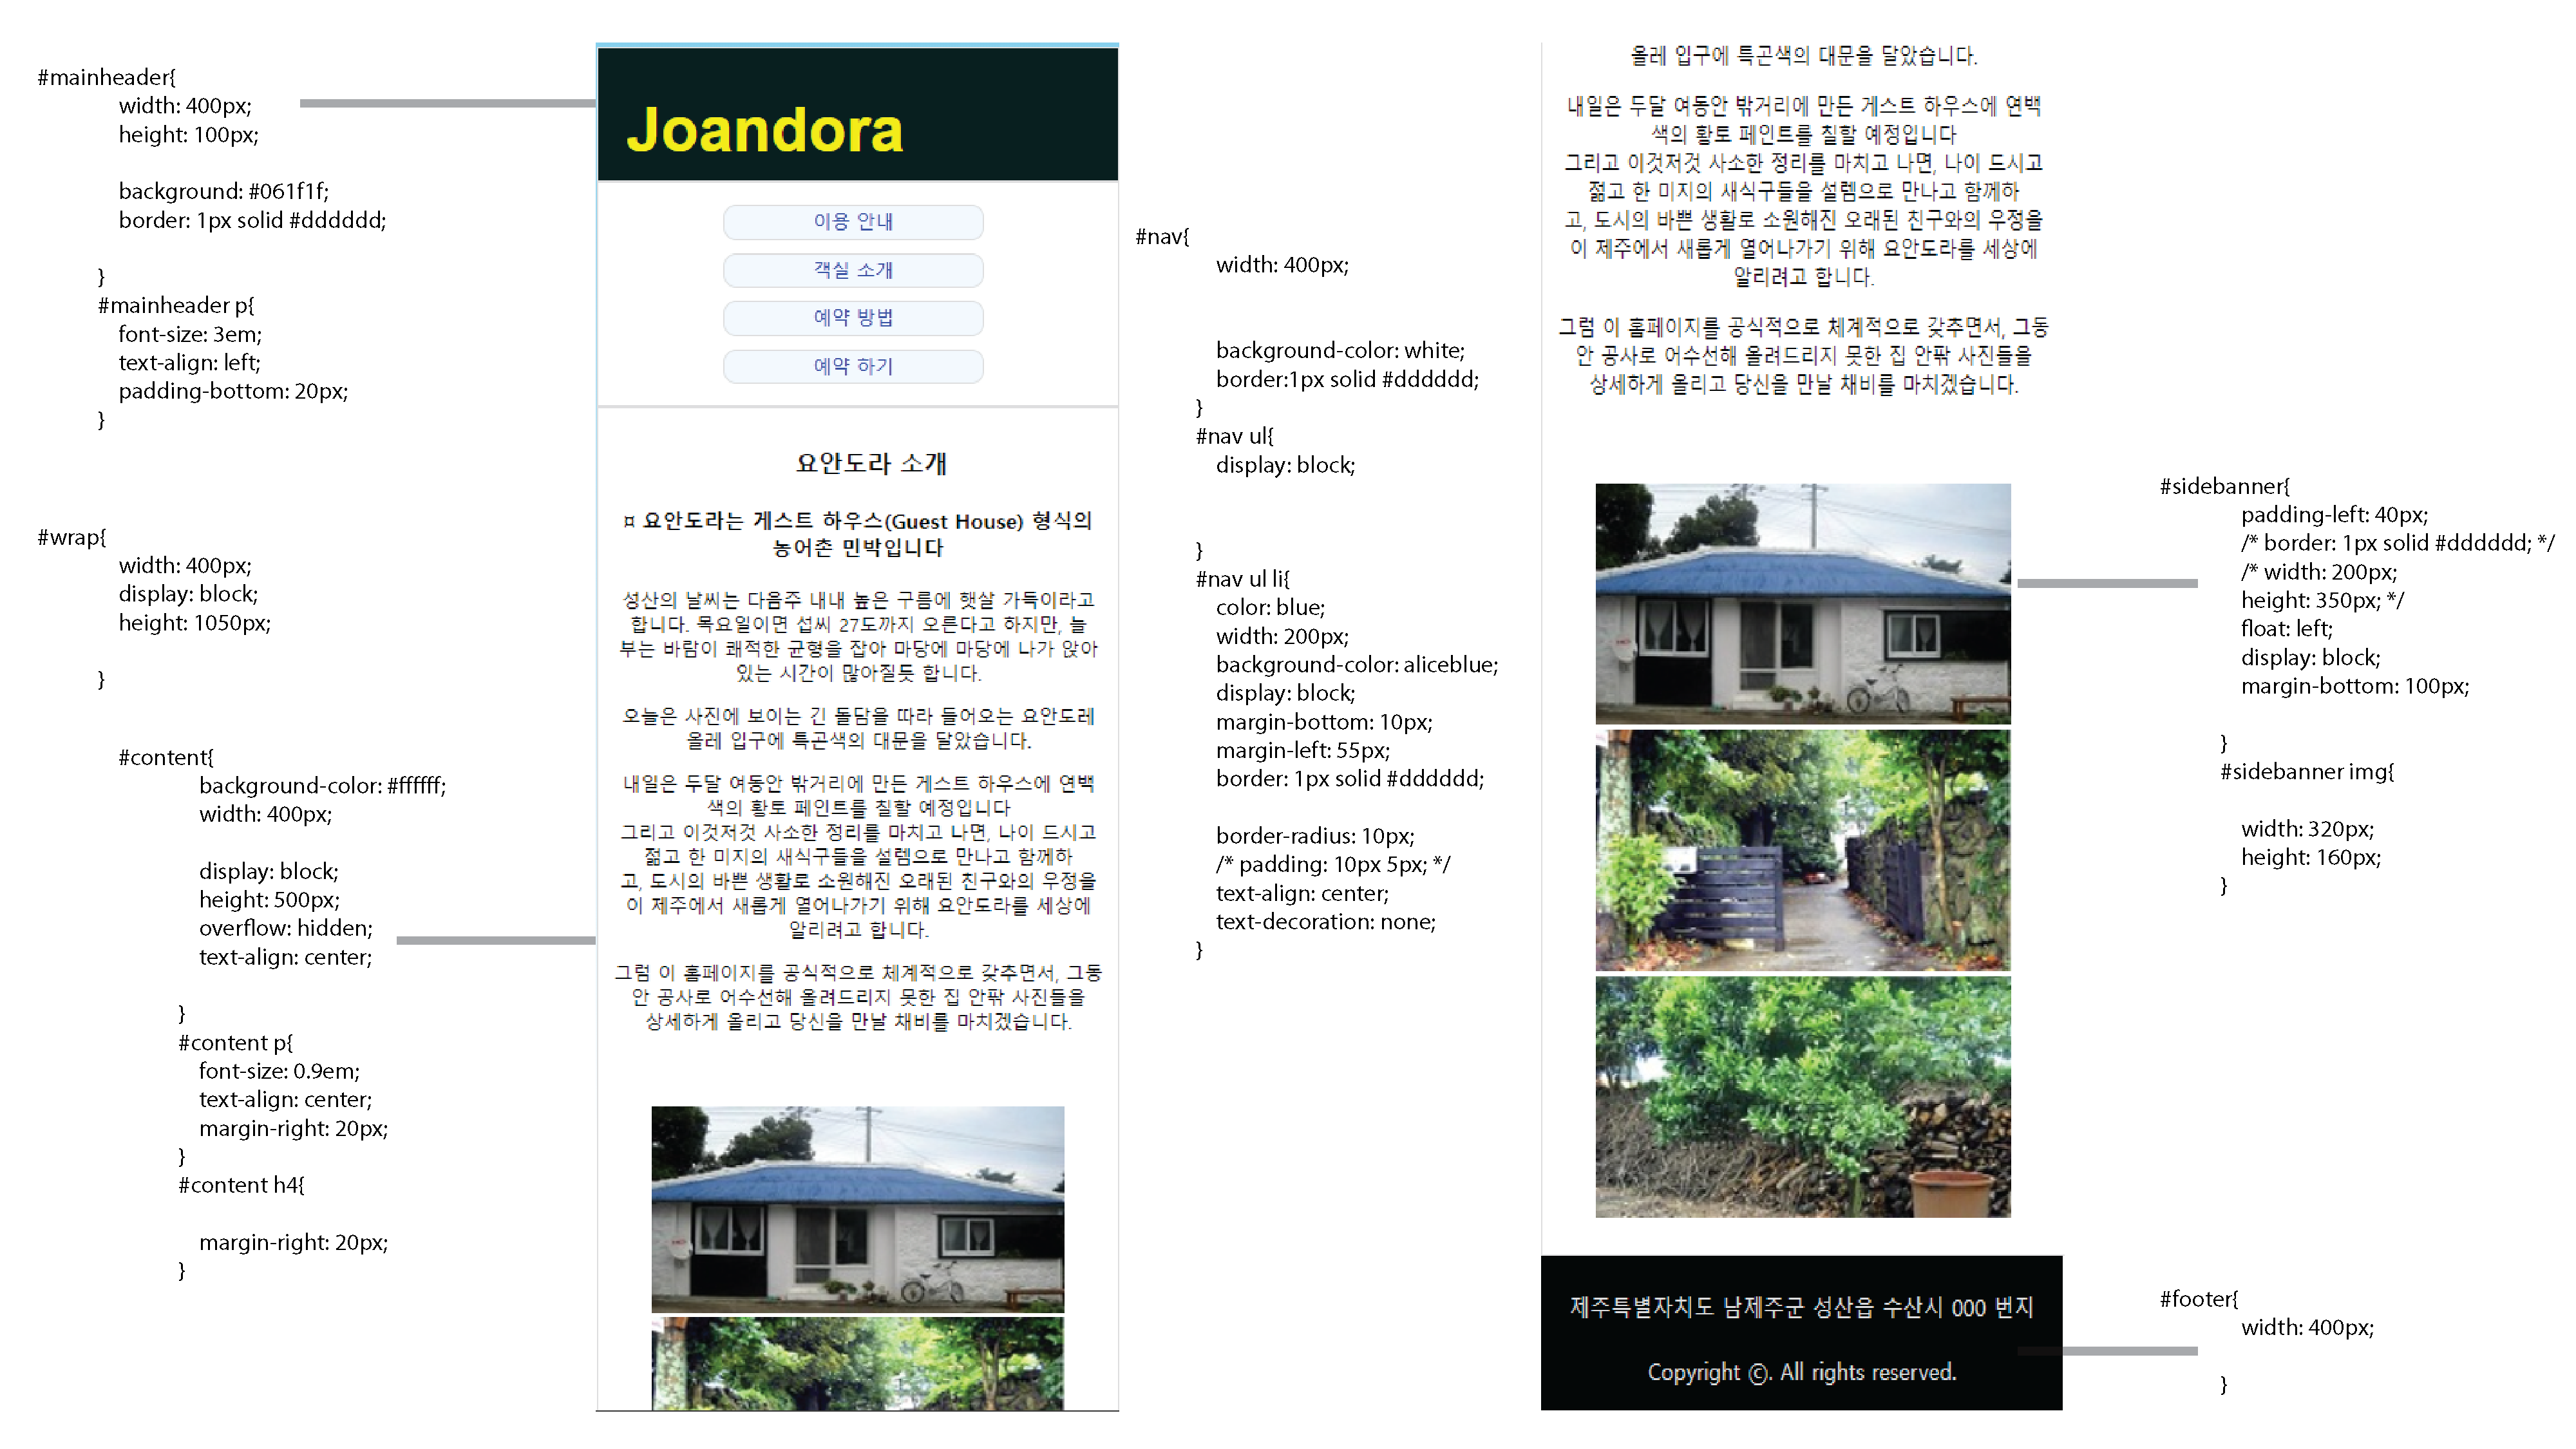 #mainheader{
width: 400px;
height: 100px;
background: #061f1f;
border: 1px solid #dddddd;
}
#mainheader p{
font-size: 3em;
text-align: left;
padding-bottom: 20px;
}
#wrap{
width: 400px;
display: block;
height: 1050px;
}
#content{
background-color: #ffffff;
width: 400px;
display: block;
height: 500px;
overflow: hidden;
text-align: center;
}
#content p{
font-size: 0.9em;
text-align: center;
margin-right: 20px;
}
#content h4{
margin-right: 20px;
}
Joandora
이용 안내
객실 소개
예약 방법
예약 하기
요안도라 소개
¤ 요안도라는 게스트 하우스(Guest House) 형식의
농어촌 민박입니다
성산의 날씨는 다음주 내내 높은 구름에 햇살 가득이라고
합니다. 목요일이면 섭씨 27도까지 오른다고 하지만, 늘
부는 바람이 쾌적한 균형을 잡아 마당에 마당에 나가 앉아
있는 시간이 많아질듯 합니다.
오늘은 사진에 보이는 긴 돌담을 따라 들어오는 요안도레
올레 입구에 특곤색의 대문을 달았습니다.
내일은 두달 여동안 밖거리에 만든 게스트 하우스에 연백
색의 황토 페인트를 칠할 예정입니다
그리고 이것저것 사소한 정리를 마치고 나면, 나이 드시고
젊고 한 미지의 새식구들을 설렘으로 만나고 함께하
고, 도시의 바쁜 생활로 소원해진 오래된 친구와의 우정을
이 제주에서 새롭게 열어나가기 위해 요안도라를 세상에
알리려고 합니다.
그럼 이 홈페이지를 공식적으로 체계적으로 갖추면서, 그동
안 공사로 어수선해 올려드리지 못한 집 안팎 사진들을
상세하게 올리고 당신을 만날 채비를 마치겠습니다.
#nav{
width: 400px;
background-color: white;
border:1px solid #dddddd;
}
#nav ul{
display: block;
}
#nav ul li{
color: blue;
width: 200px;
background-color: aliceblue;
display: block;
margin-bottom: 10px;
margin-left: 55px;
border: 1px solid #dddddd;
border-radius: 10px;
/* padding: 10px 5px; */
text-align: center;
text-decoration: none;
}
올레 입구에 특곤색의 대문을 달았습니다.
내일은 두달 여동안 밖거리에 만든 게스트 하우스에 연백
색의 황토 페인트를 칠할 예정입니다
그리고 이것저것 사소한 정리를 마치고 나면, 나이 드시고
젊고 한 미지의 새식구들을 설렘으로 만나고 함께하
고, 도시의 바쁜 생활로 소원해진 오래된 친구와의 우정을
이 제주에서 새롭게 열어나가기 위해 요안도라를 세상에
알리려고 합니다.
그럼 이 홈페이지를 공식적으로 체계적으로 갖추면서, 그동
안 공사로 어수선해 올려드리지 못한 집 안팎 사진들을
상세하게 올리고 당신을 만날 채비를 마치겠습니다.
제주특별자치도 남제주군 성산읍 수산시 000 번지
Copyright ©. All rights reserved.
#sidebanner{
padding-left: 40px;
/* border: 1px solid #dddddd; */
/* width: 200px;
height: 350px; */
float: left;
display: block;
margin-bottom: 100px;
}
#sidebanner img{
width: 320px;
height: 160px;
}
#footer{
width: 400px;
}